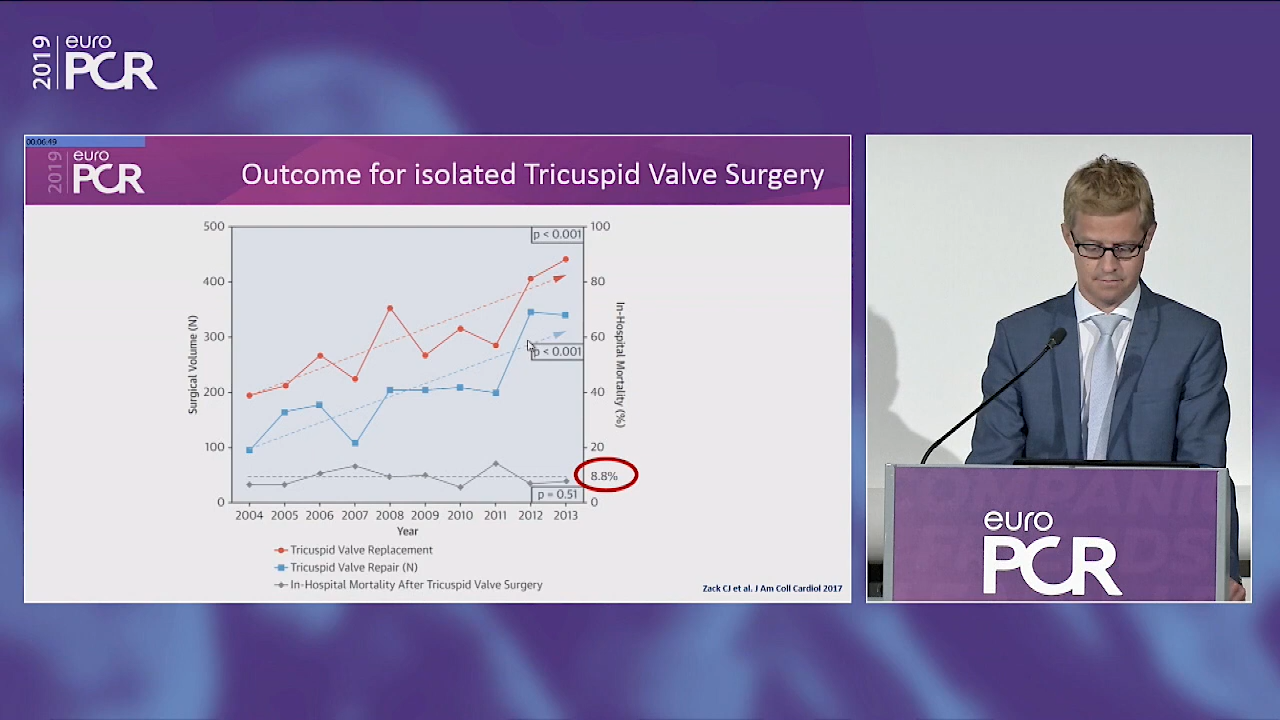 2019 euro PCR
00:06:49
2019 euro PCR
Outcome for isolated Tricuspid Valve Surgery
500
400
300
200
100
0
Surgical Volume (N)
100
80
60
40
20
0
In-Hospital Mortality (%)
p < 0.001
p < 0.001
p = 0.51
8.8%
2004 2005 2006 2007 2008 2009 2010 2011 2012 2013
Year
Tricuspid Valve Replacement
Tricuspid Valve Repair (N)
In-Hospital Mortality After Tricuspid Valve Surgery
Zack CJ et al. J Am Coll Cardiol 2017
euro
PCR